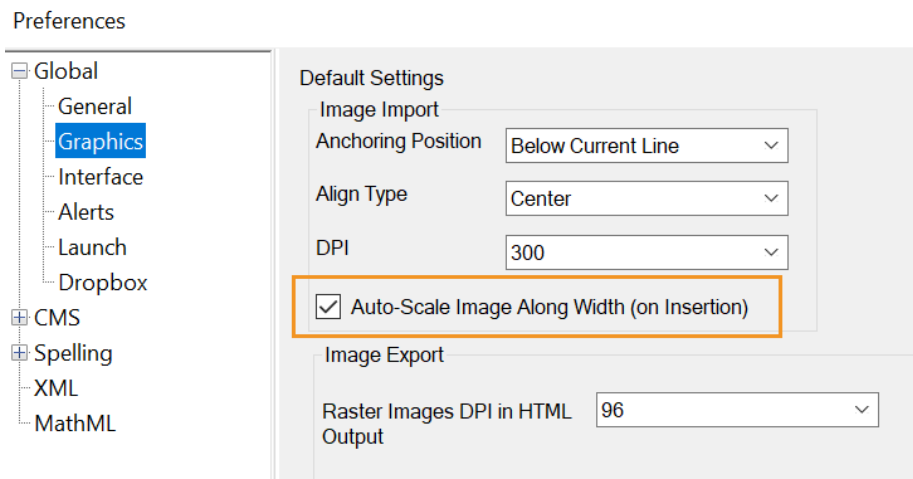 Preferences
Global
General
Graphics
Interface
Alerts
Launch
Dropbox
CMS
Spelling
XML
MathML
Default Settings
Image Import
Anchoring Position Below Current Line
Align Type Center
DPI 300
Auto-Scale Image Along Width (on Insertion)
Image Export
Raster Images DPI in HTML 96
Output